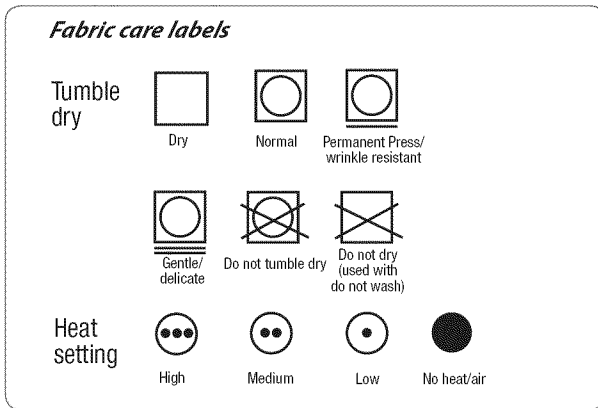 Fabric care labels
Tumble
dry
Dry
Normal
Permanent Press/
wrinkle resistant
Gentle/
delicate
Do not tumble dry
Do not dry
(used with
do not wash)
Heat
setting
High
Medium
Low
No heat/air